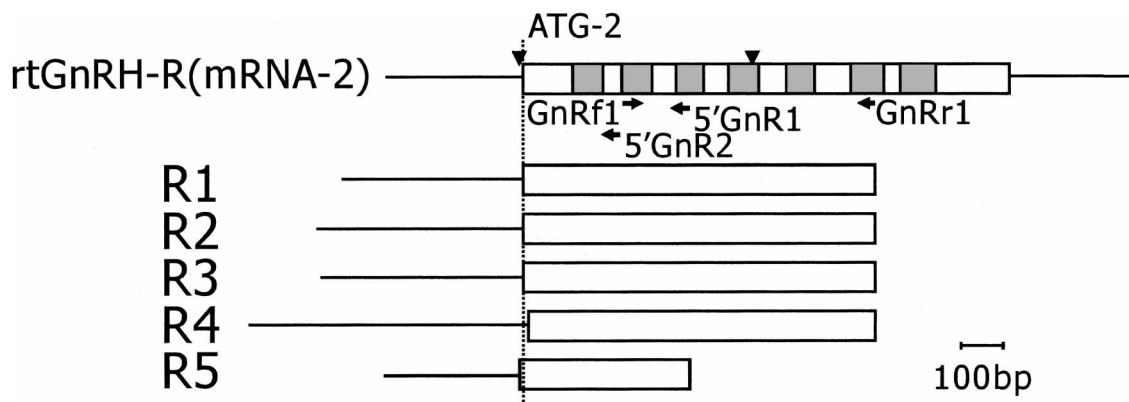 ATG-2
rtGnRH-R(mRNA-2)
GnRf1
5'GnR1
GnRr1
5'GnR2
R1
R2
R3
R4
R5
100bp